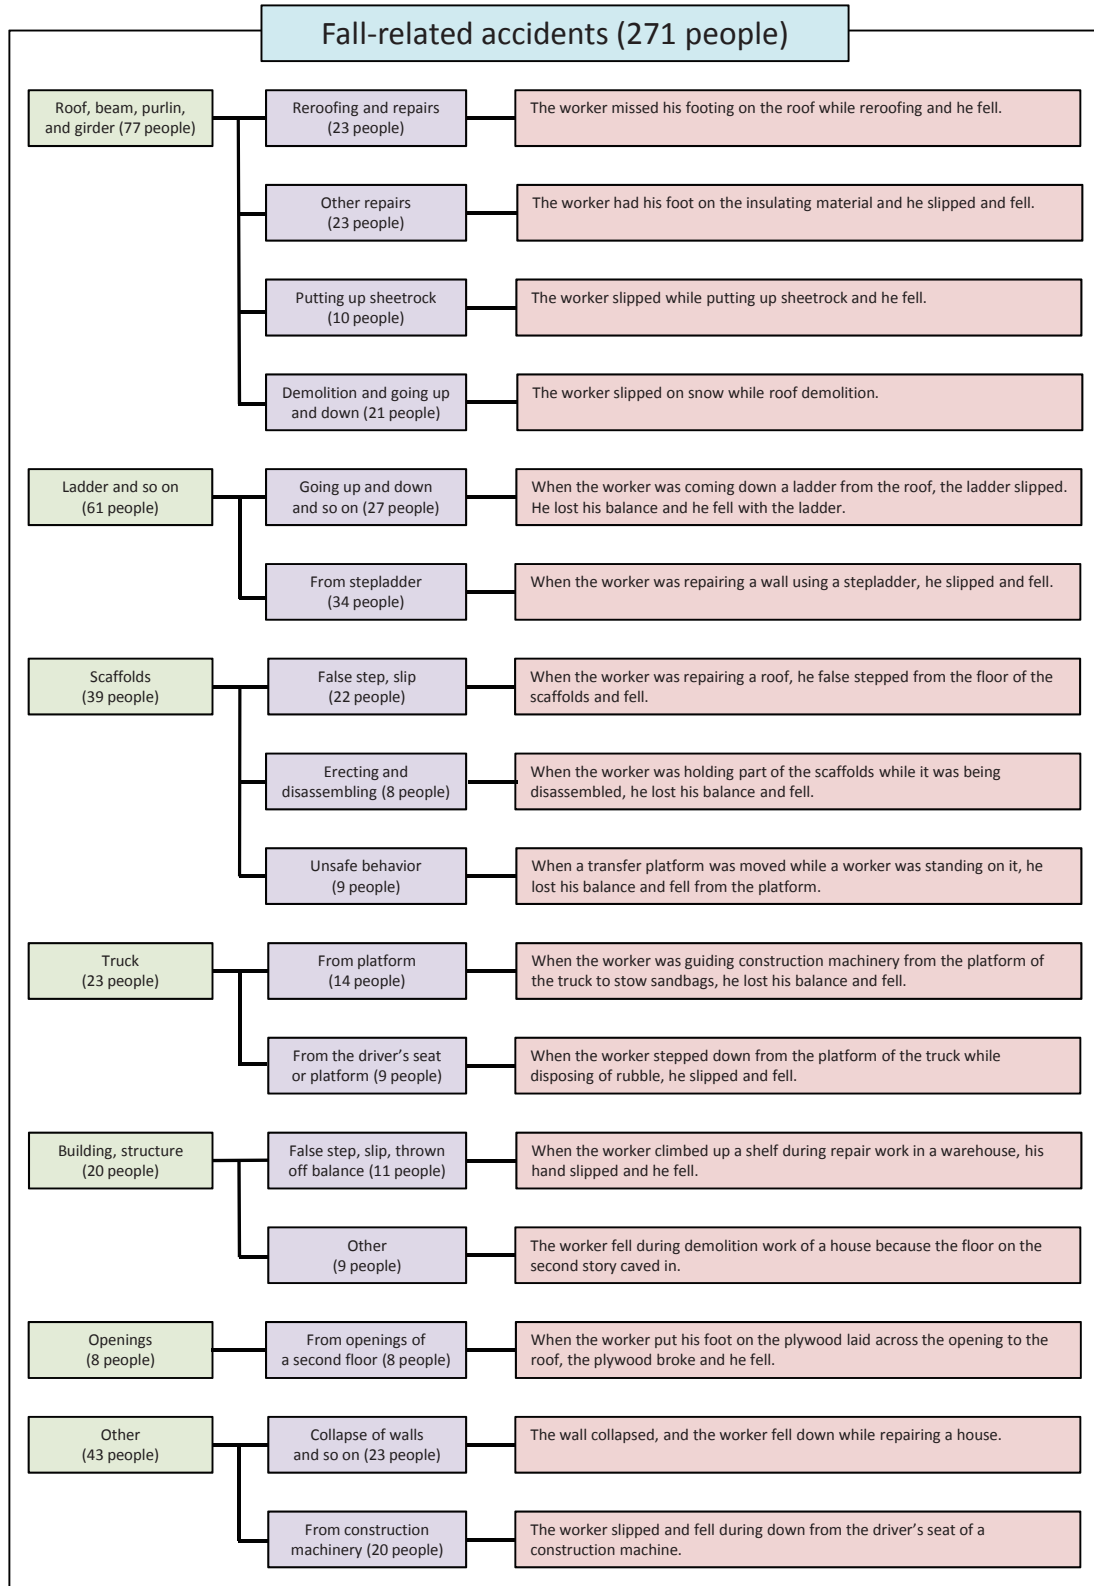 Fall-related accidents (271 people)
Roof, beam, purlin,
and girder (77 people)
Reroofing and repairs
(23 people)
The worker missed his footing on the roof while reroofing and he fell.
Other repairs
(23 people)
The worker had his foot on the insulating material and he slipped and fell.
Putting up sheetrock
(10 people)
The worker slipped while putting up sheetrock and he fell.
Demolition and going up
and down (21 people)
The worker slipped on snow while roof demolition.
Ladder and so on
(61 people)
Going up and down
and so on (27 people)
When the worker was coming down a ladder from the roof, the ladder slipped.
He lost his balance and he fell with the ladder.
From stepladder
(34 people)
When the worker was repairing a wall using a stepladder, he slipped and fell.
Scaffolds
(39 people)
False step, slip
(22 people)
When the worker was repairing a roof, he false stepped from the floor of the
scaffolds and fell.
Erecting and
disassembling (8 people)
When the worker was holding part of the scaffolds while it was being
disassembled, he lost his balance and fell.
Unsafe behavior
(9 people)
When a transfer platform was moved while a worker was standing on it, he
lost his balance and fell from the platform.
Truck
(23 people)
From platform
(14 people)
When the worker was guiding construction machinery from the platform of
the truck to stow sandbags, he lost his balance and fell.
From the driver’s seat
or platform (9 people)
When the worker stepped down from the platform of the truck while
disposing of rubble, he slipped and fell.
Building, structure
(20 people)
False step, slip, thrown
off balance (11 people)
When the worker climbed up a shelf during repair work in a warehouse, his
hand slipped and he fell.
Other
(9 people)
The worker fell during demolition work of a house because the floor on the
second story caved in.
Openings
(8 people)
From openings of
a second floor (8 people)
When the worker put his foot on the plywood laid across the opening to the
roof, the plywood broke and he fell.
Other
(43 people)
Collapse of walls
and so on (23 people)
The wall collapsed, and the worker fell down while repairing a house.
From construction
machinery (20 people)
The worker slipped and fell during down from the driver’s seat of a
construction machine.